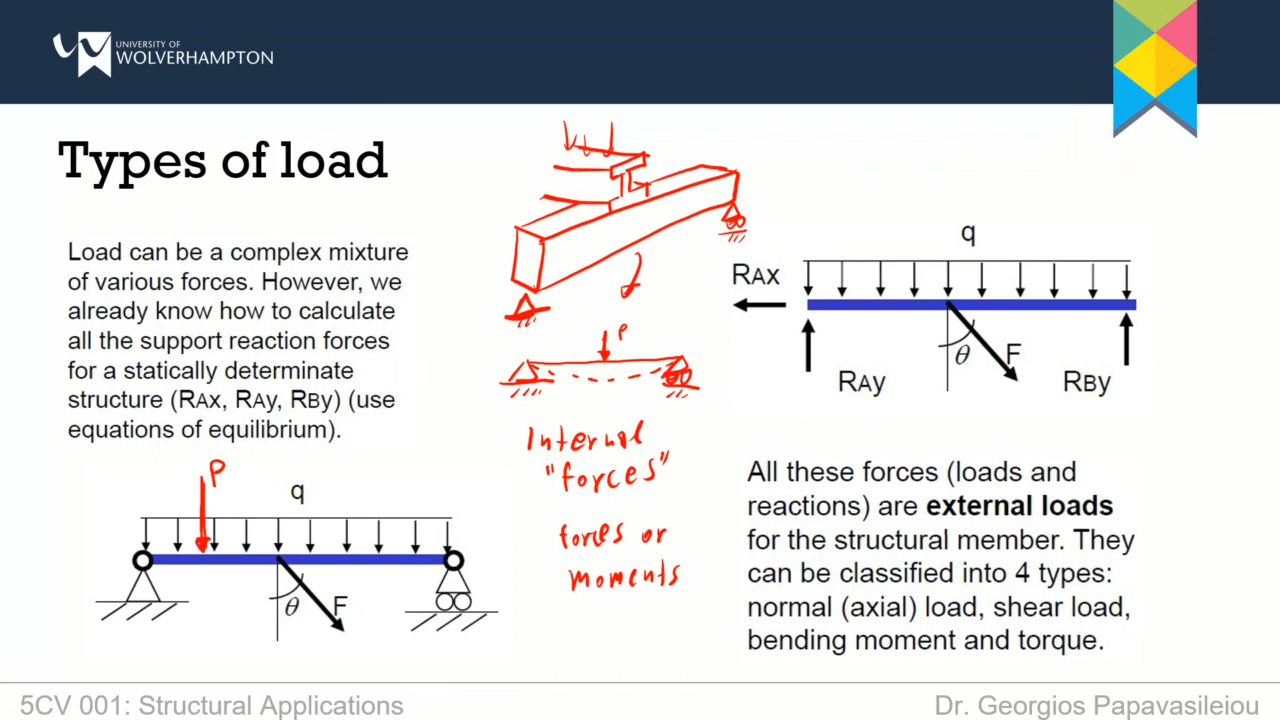 UNIVERSITY OF
WOLVERHAMPTON
Types of load
Load can be a complex mixture
of various forces. However, we
already know how to calculate
all the support reaction forces
for a statically determinate
structure (RAx, RAy, RBy) (use
equations of equilibrium).
P
q
θ
F
P
Internal
"forces"
forces or
moments
q
RAx
θ
F
RAy
RBy
All these forces (loads and
reactions) are external loads
for the structural member. They
can be classified into 4 types:
normal (axial) load, shear load,
bending moment and torque.
5CV 001: Structural Applications
Dr. Georgios Papavasileiou